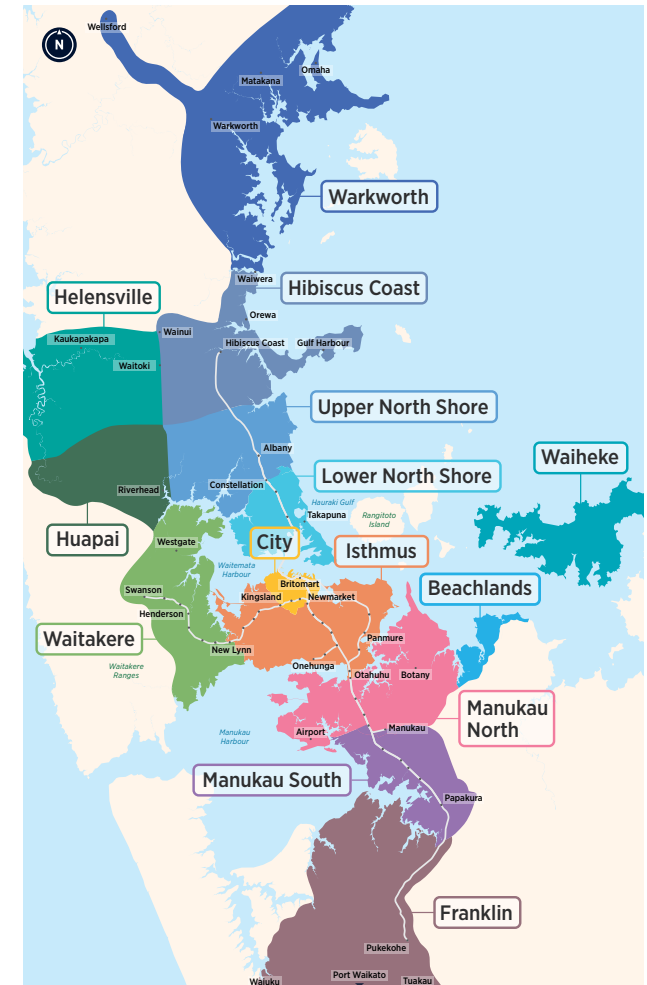 Wellsford
N
Omaha
Matakana
Warkworth
Warkworth
Waiwera
Hibiscus Coast
Helensville
Orewa
Wainui
Kaukapakapa
Hibiscus Coast
Gulf Harbour
Waitoki
Upper North Shore
Albany
Waiheke
Lower North Shore
Constellation
Riverhead
Hauraki Gulf
Takapuna
Rangitoto
Island
Huapai
Westgate
City
Isthmus
Waitemata
Harbour
Britomart
Beachlands
Swanson
Kingsland
Newmarket
Henderson
Waitakere
Panmure
New Lynn
Onehunga
Waitakere
Ranges
Otahuhu
Botany
Manukau
North
Airport
Manukau
Manukau
Harbour
Manukau South
Papakura
Franklin
Pukekohe
Port Waikato
Waiuku
Tuakau